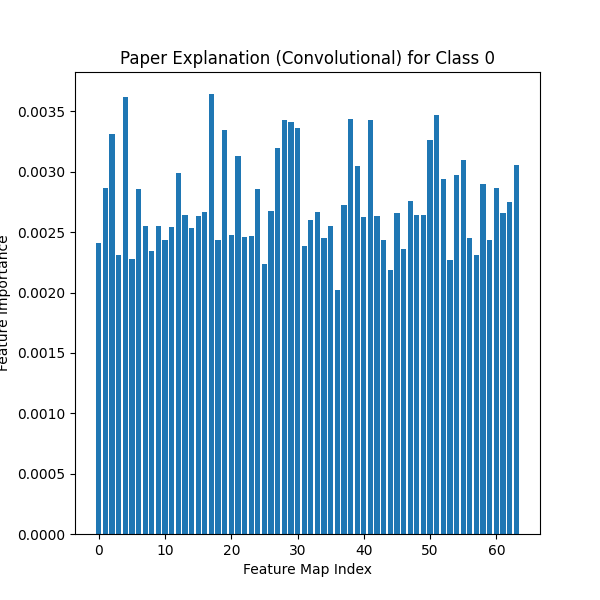 Paper Explanation (Convolutional) for Class 0
Feature Importance
0.0035
0.0030
0.0025
0.0020
0.0015
0.0010
0.0005
0.0000
0 10 20 30 40 50 60
Feature Map Index